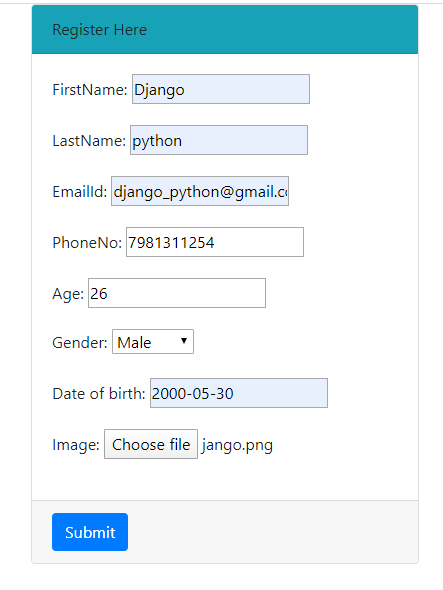 Register Here
FirstName: Django
LastName: python
EmailId: django_python@gmail.c
PhoneNo: 7981311254
Age: 26
Gender: Male
Date of birth: 2000-05-30
Image: Choose file jango.png
Submit